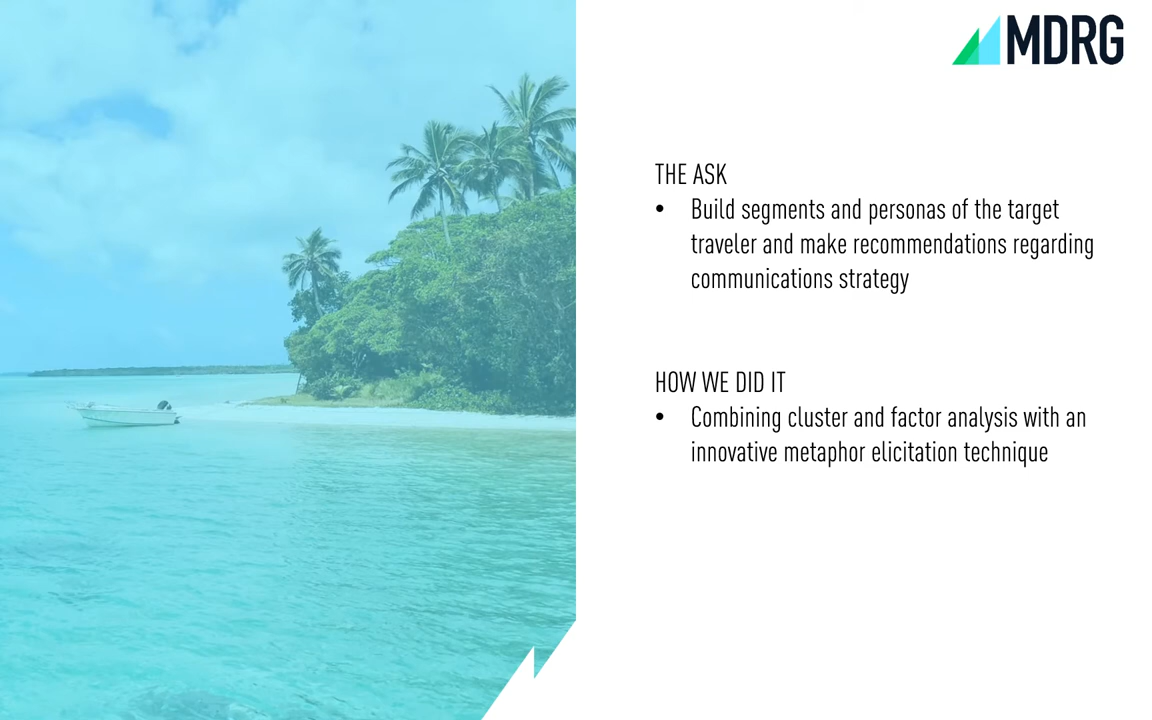 MDRG
THE ASK
• Build segments and personas of the target
traveler and make recommendations regarding
communications strategy
HOW WE DID IT
• Combining cluster and factor analysis with an
innovative metaphor elicitation technique